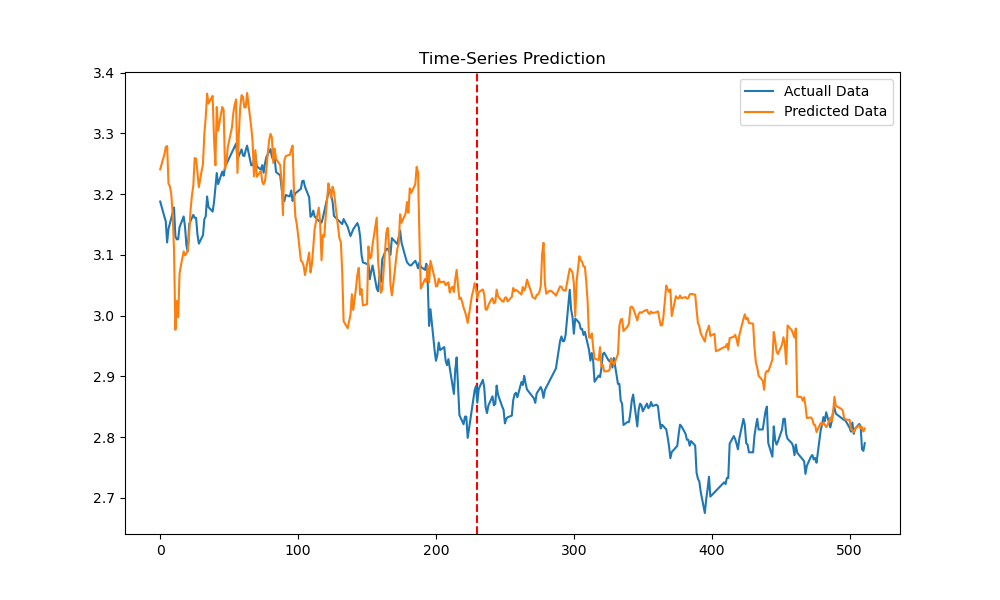 Time-Series Prediction
3.4
3.3
3.2
3.1
3.0
2.9
2.8
2.7
Actuall Data
Predicted Data
0 100 200 300 400 500